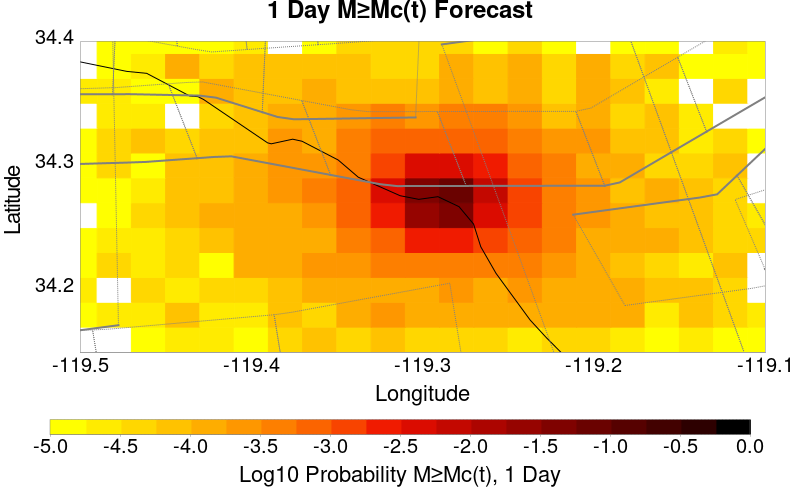 1 Day M≥Mc(t) Forecast
34.4
34.3
34.2
Latitude
-119.5 -119.4 -119.3 -119.2 -119.1
Longitude
-5.0 -4.5 -4.0 -3.5 -3.0 -2.5 -2.0 -1.5 -1.0 -0.5 0.0
Log10 Probability M≥Mc(t), 1 Day